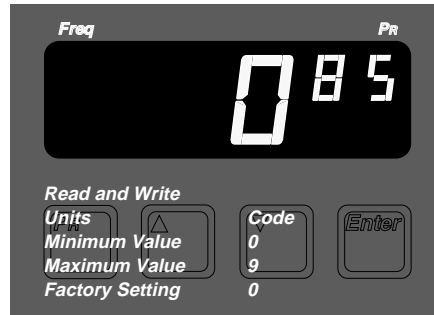 Freq PR
0 85
Read and Write
PR
Units Code Enter
Minimum Value 0
Maximum Value 9
Factory Setting 0